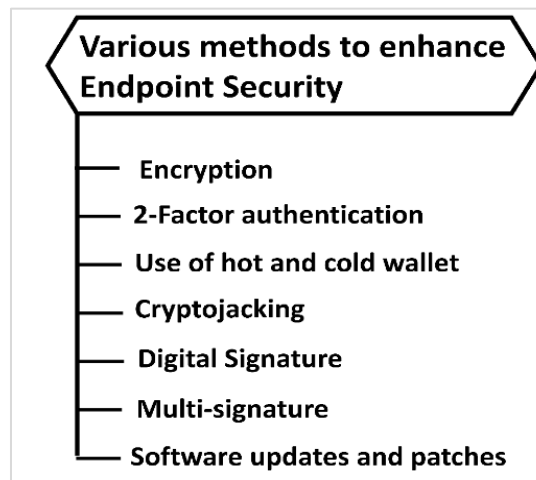 Various methods to enhance
Endpoint Security
Encryption
2-Factor authentication
Use of hot and cold wallet
Cryptojacking
Digital Signature
Multi-signature
Software updates and patches